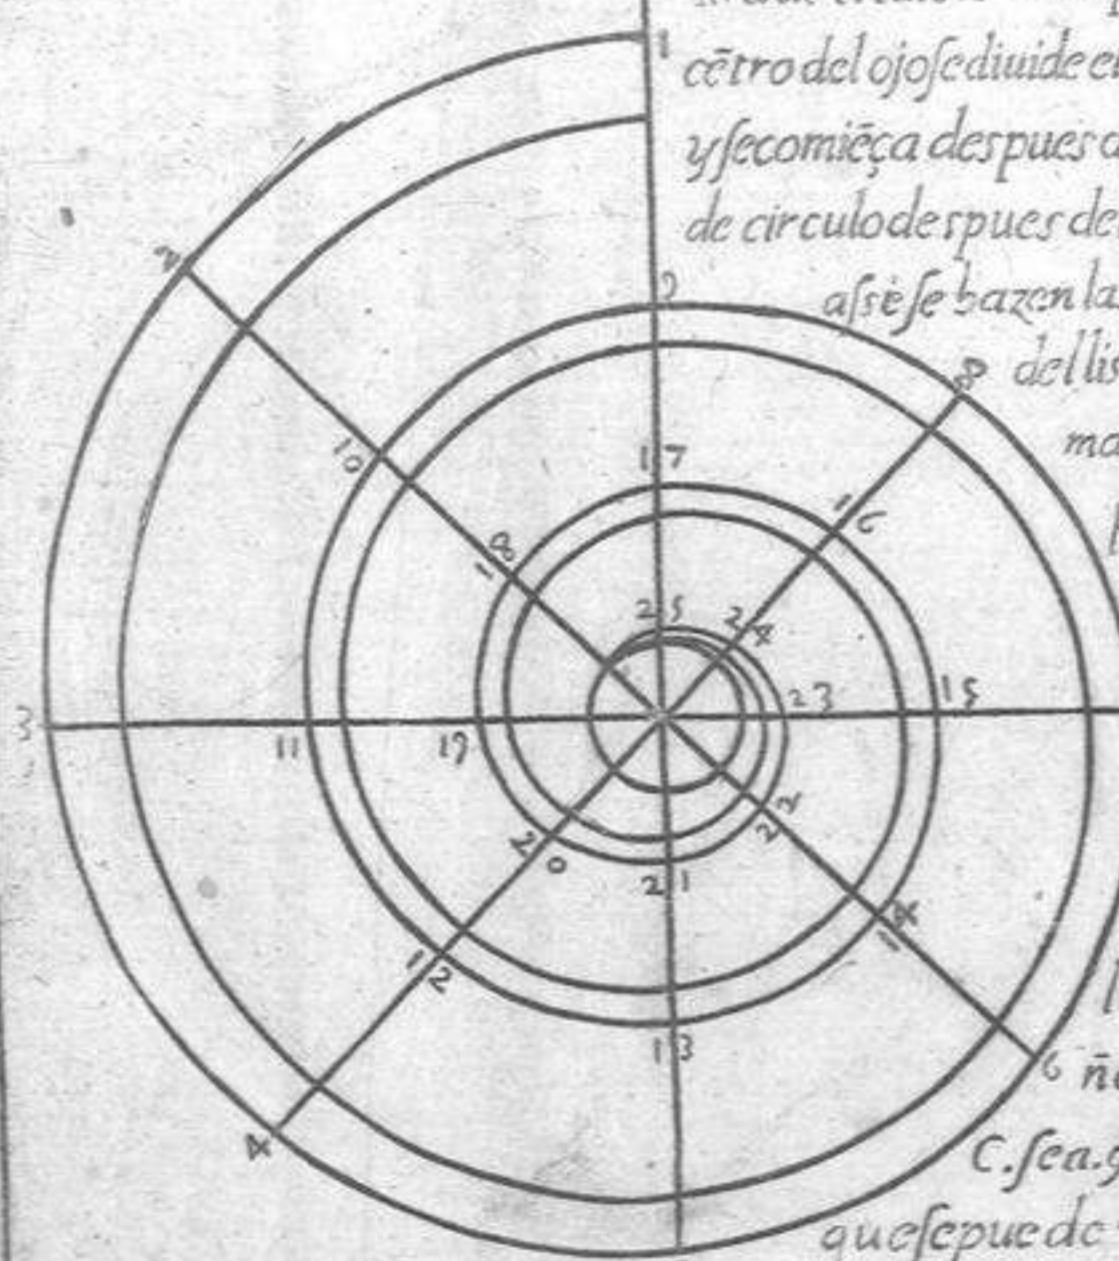 cētro del ojo se diuide el
y se comiēça despues d
de circulo despues de
assi se hazen la
del lis
ma
ñ
C. sea. q
que se puede
1
2
3
4
6
8
9
10
11
12
13
14
15
16
17
18
19
20
21
22
23
24
25